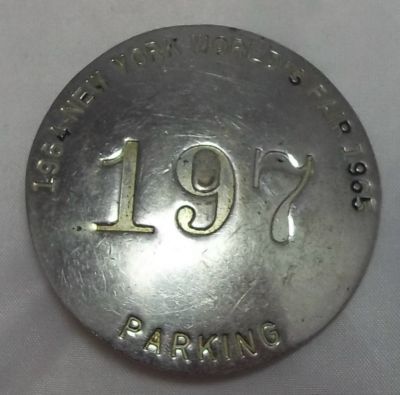 1964 NEW YORK WORLD'S FAIR 1965
197
PARKING